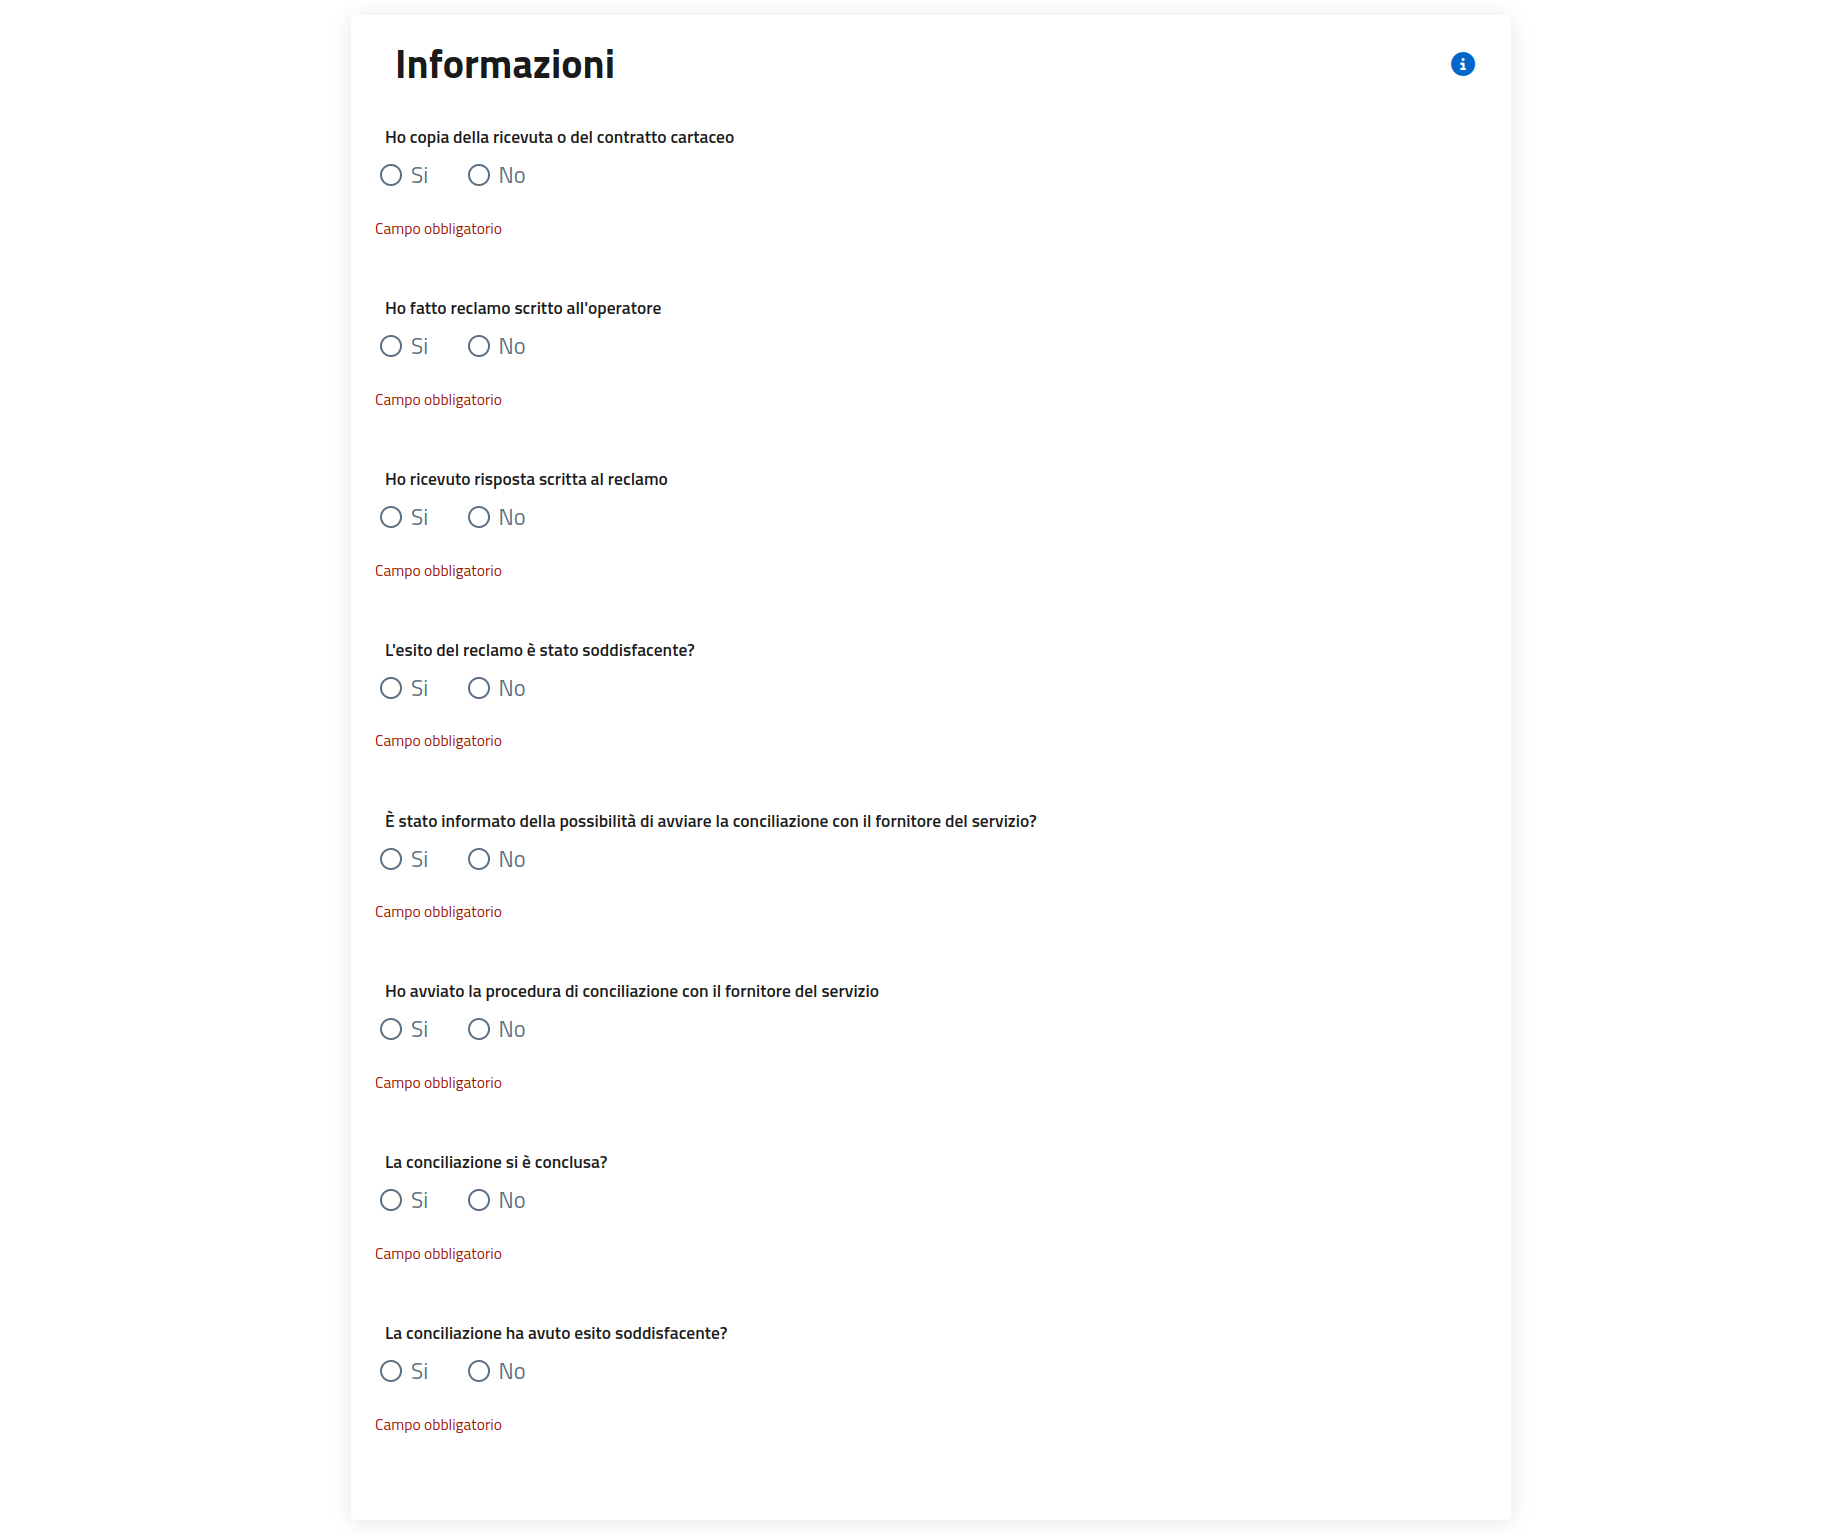 Informazioni
Ho copia della ricevuta o del contratto cartaceo
Si No
Campo obbligatorio
Ho fatto reclamo scritto all'operatore
Si No
Campo obbligatorio
Ho ricevuto risposta scritta al reclamo
Si No
Campo obbligatorio
L'esito del reclamo è stato soddisfacente?
Si No
Campo obbligatorio
È stato informato della possibilità di avviare la conciliazione con il fornitore del servizio?
Si No
Campo obbligatorio
Ho avviato la procedura di conciliazione con il fornitore del servizio
Si No
Campo obbligatorio
La conciliazione si è conclusa?
Si No
Campo obbligatorio
La conciliazione ha avuto esito soddisfacente?
Si No
Campo obbligatorio